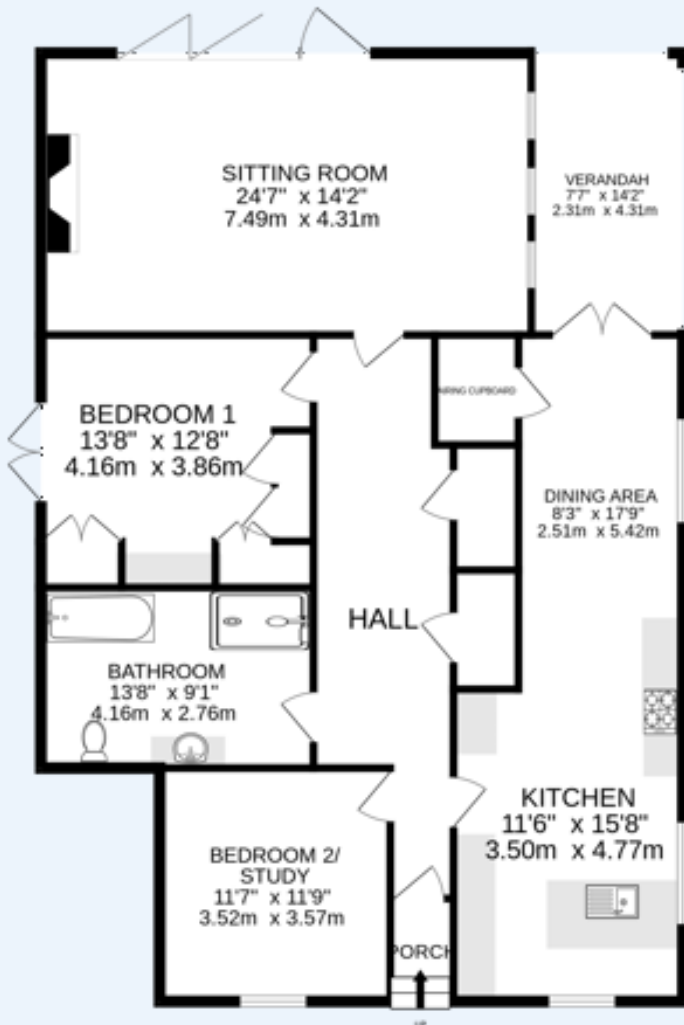 SITTING ROOM
24'7" x 14'2"
7.49m x 4.31m
VERANDAH
7'7" x 14'2"
2.31m x 4.31m
BEDROOM 1
13'8" x 12'8"
4.16m x 3.86m
AIRING CUPBOARD
DINING AREA
8'3" x 17'9"
2.51m x 5.42m
HALL
BATHROOM
13'8" x 9'1"
4.16m x 2.76m
KITCHEN
11'6" x 15'8"
3.50m x 4.77m
BEDROOM 2/
STUDY
11'7" x 11'9"
3.52m x 3.57m
PORCH